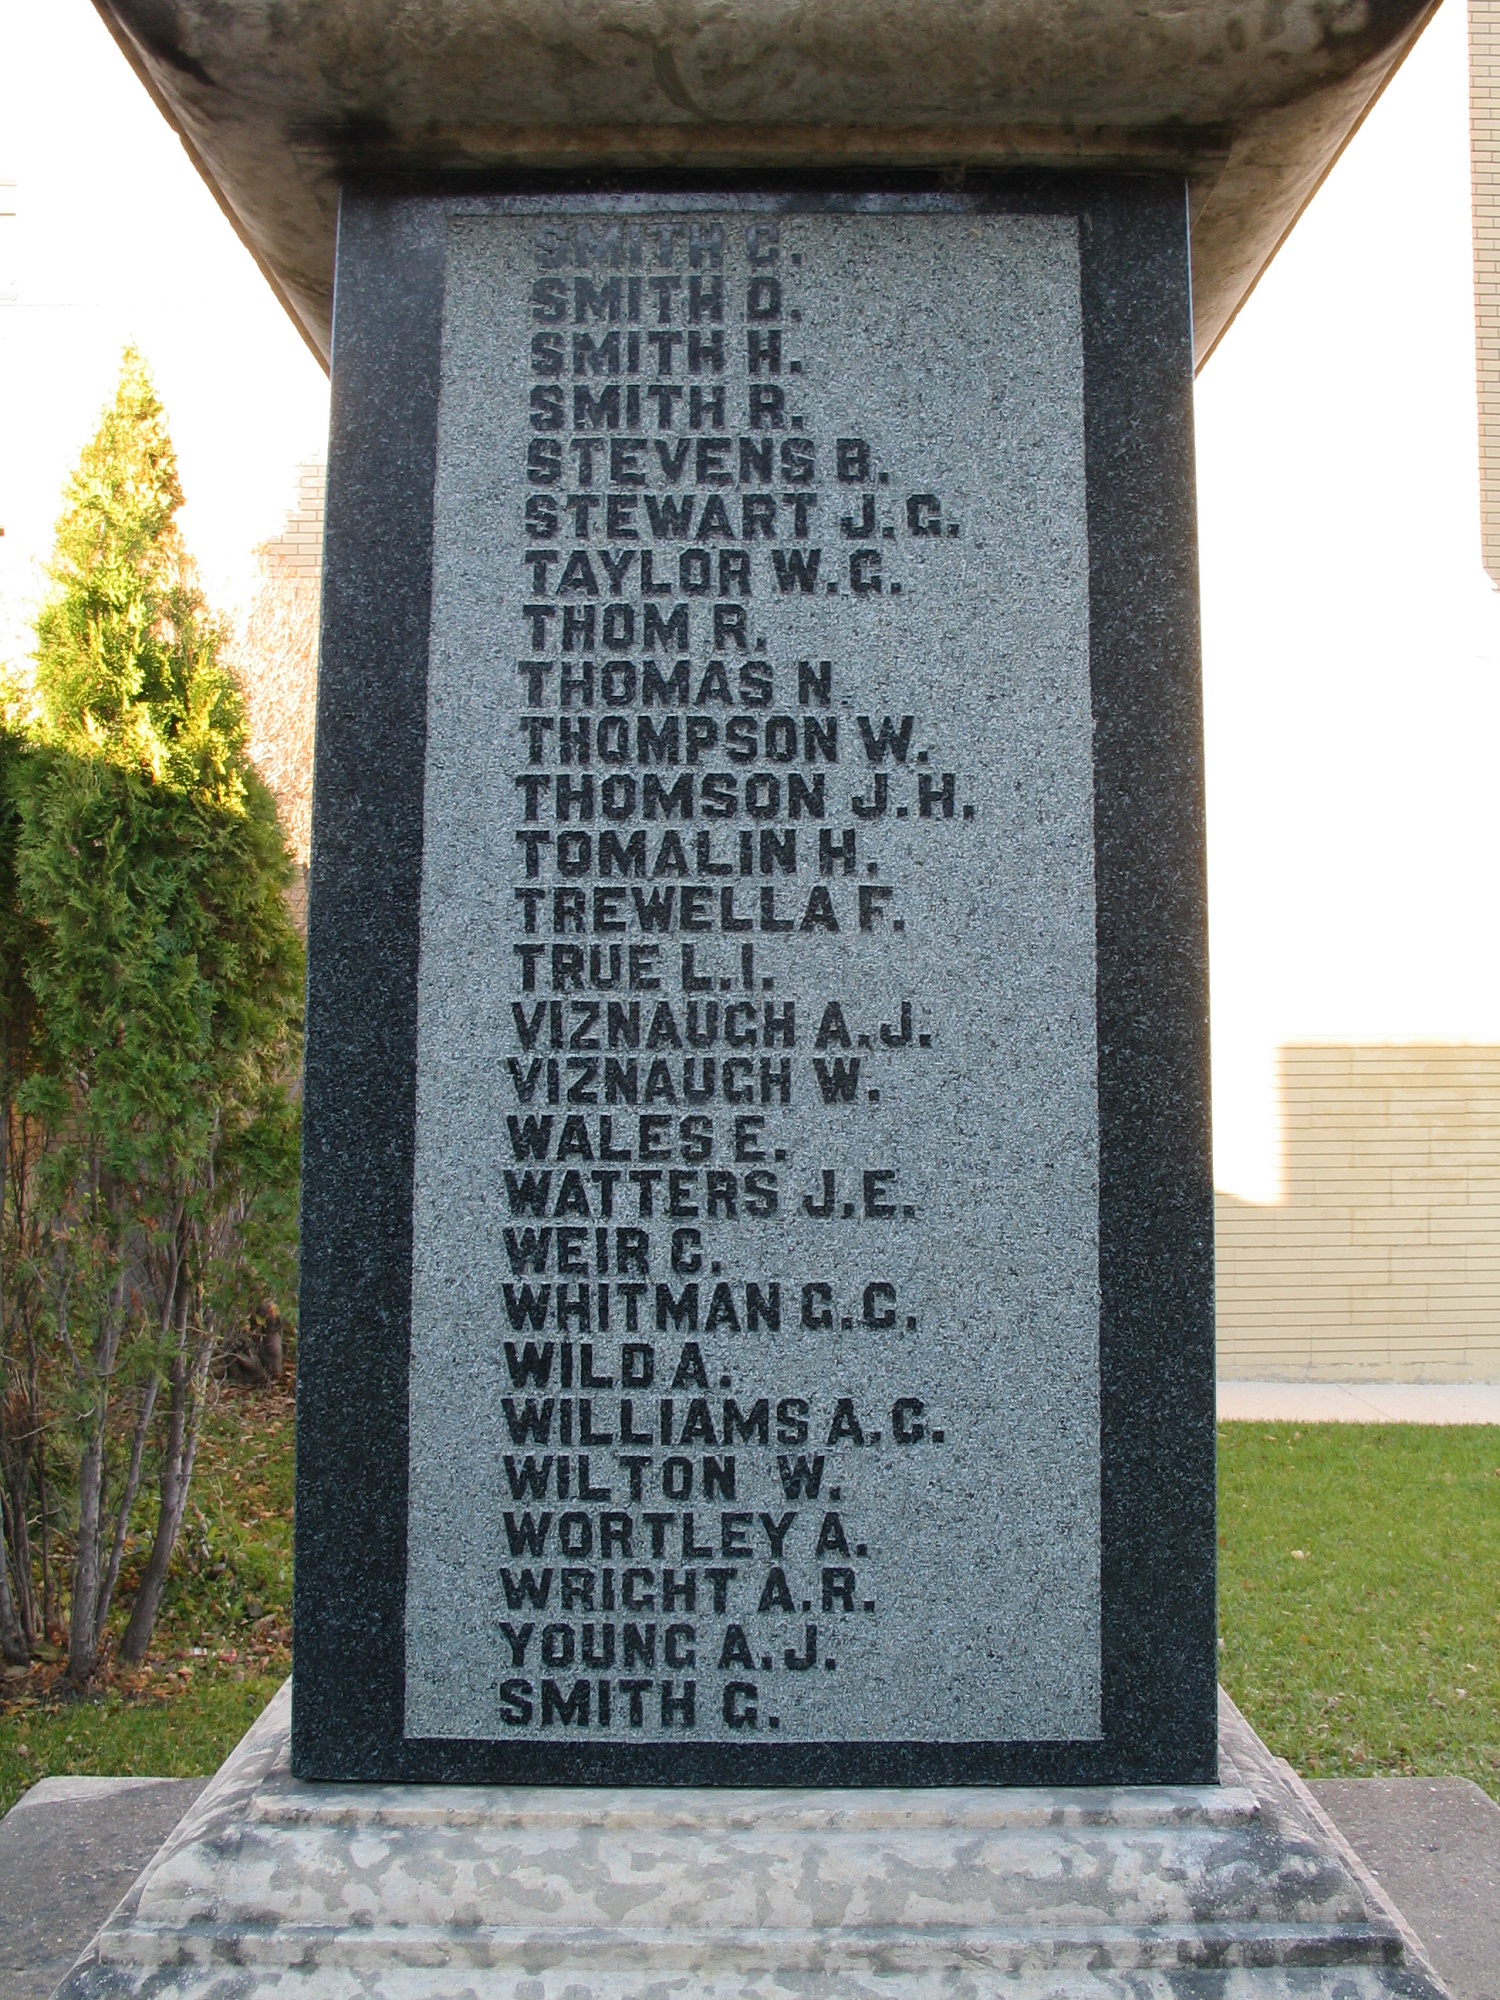 SMITH C.
SMITH D.
SMITH H.
SMITH R.
STEVENS B.
STEWART J.G.
TAYLOR W.G.
THOM R.
THOMAS N.
THOMPSON W.
THOMSON J.H.
TOMALIN H.
TREWELLA F.
TRUE L.I.
VIZNAUGH A.J.
VIZNAUGH W.
WALES E.
WATTERS J.E.
WEIR G.
WHITMAN G.G.
WILD A.
WILLIAMS A.G.
WILTON W.
WORTLEY A.
WRIGHT A.R.
YOUNG A.J.
SMITH G.